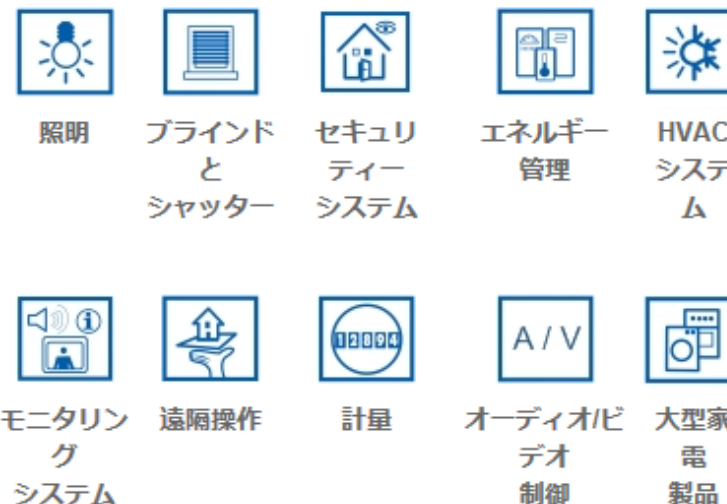 照明
ブラインド
と
シャッター
セキュリ
ティー
システム
エネルギー
管理
HVAC
システ
ム
12894
A / V
モニタリン
グ
システム
遠隔操作
計量
オーディオ/ビ
デオ
制御
大型家
電
製品